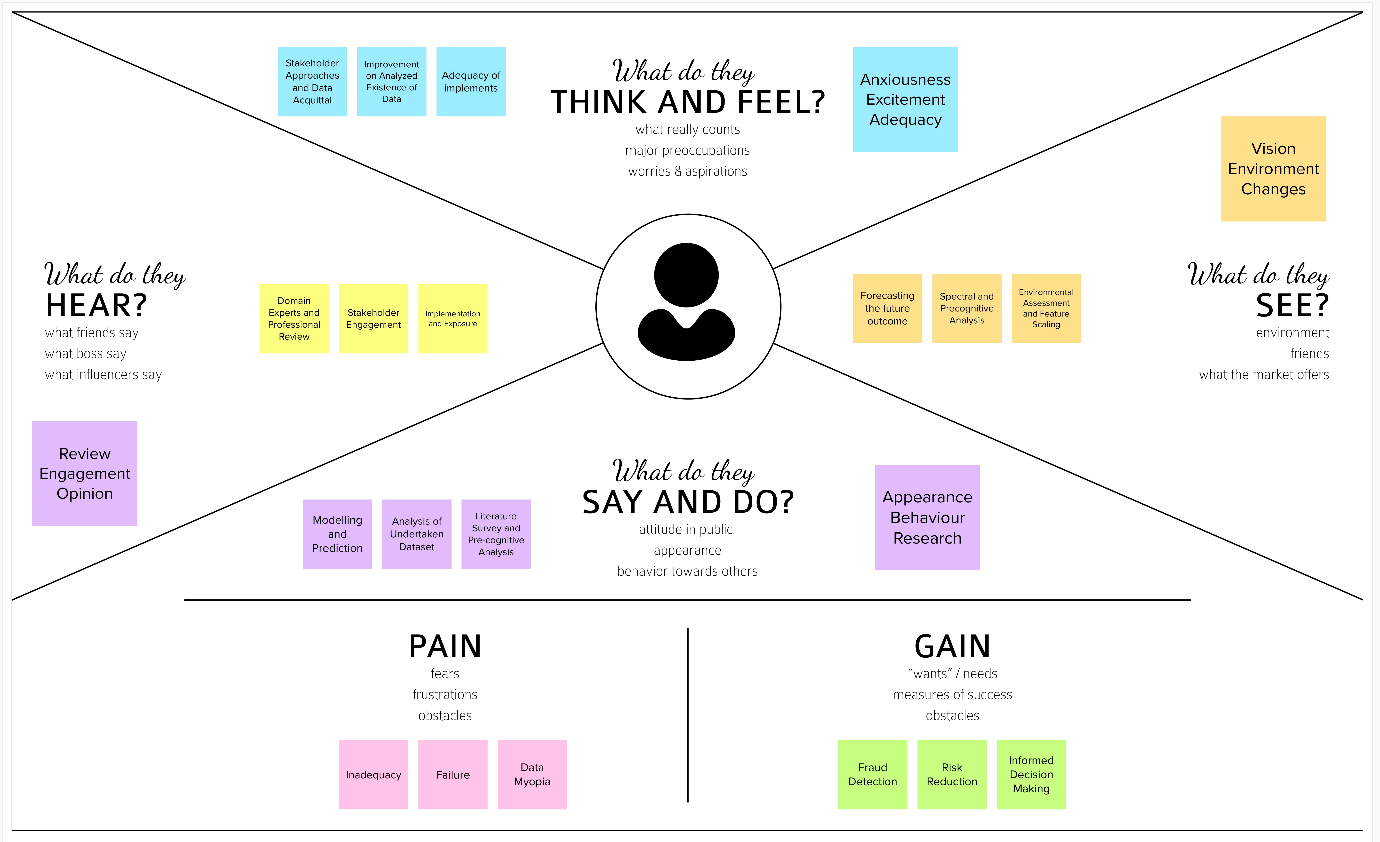 Stakeholder
Approaches
and Data
Acquittal
Improvement
on Analyzed
Existence of
Data
Adequacy of
implements
What do they
THINK AND FEEL?
what really counts
major preoccupations
worries & aspirations
Anxiousness
Excitement
Adequacy
Vision
Environment
Changes
What do they
HEAR?
what friends say
what boss say
what influencers say
Domain
Experts and
Professional
Review
Stakeholder
Engagement
Implementation
and Exposure
Forecasting
the future
outcome
Spectral and
Precognitive
Analysis
Environmental
Assessment
and Feature
Scaling
What do they
SEE?
environment
friends
what the market offers
Review
Engagement
Opinion
Modelling
and
Prediction
Analysis of
Undertaken
Dataset
Literature
Survey and
Pre-cognitive
Analysis
What do they
SAY AND DO?
attitude in public
appearance
behavior towards others
Appearance
Behaviour
Research
PAIN
fears
frustrations
obstacles
Inadequacy
Failure
Data
Myopia
GAIN
"wants" / needs
measures of success
obstacles
Fraud
Detection
Risk
Reduction
Informed
Decision
Making